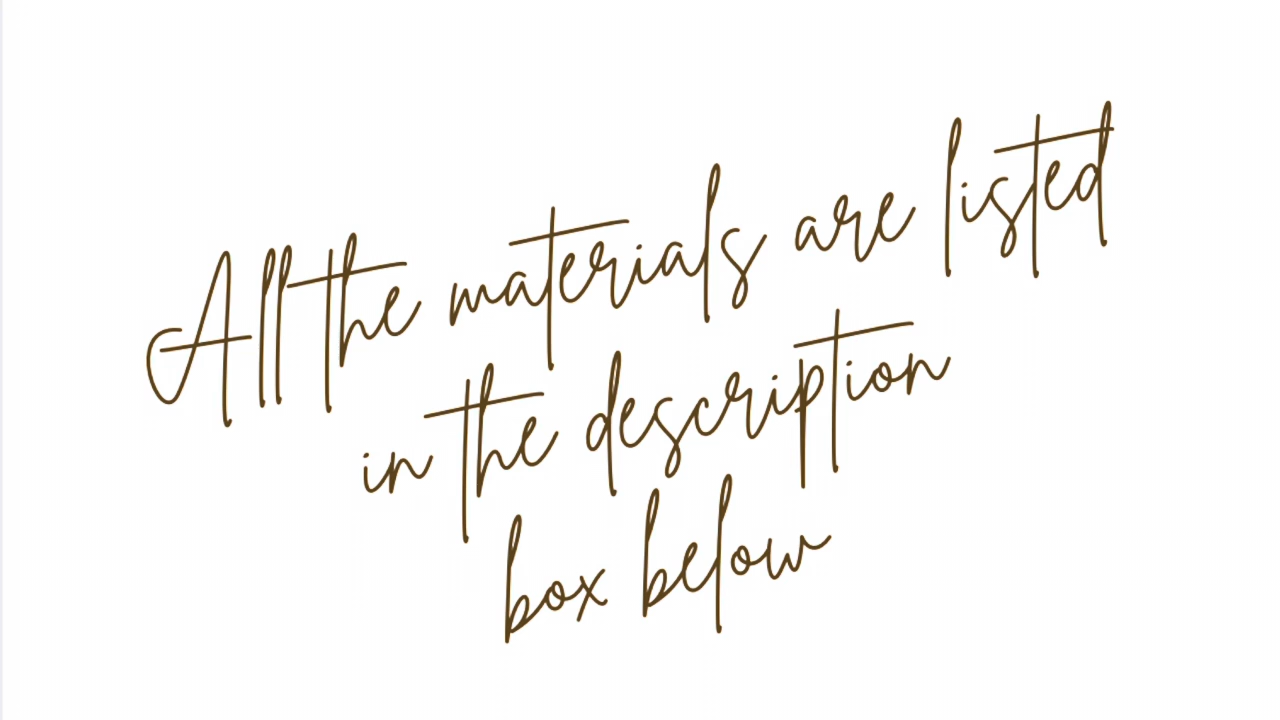 All the materials are listed
in the description
box below